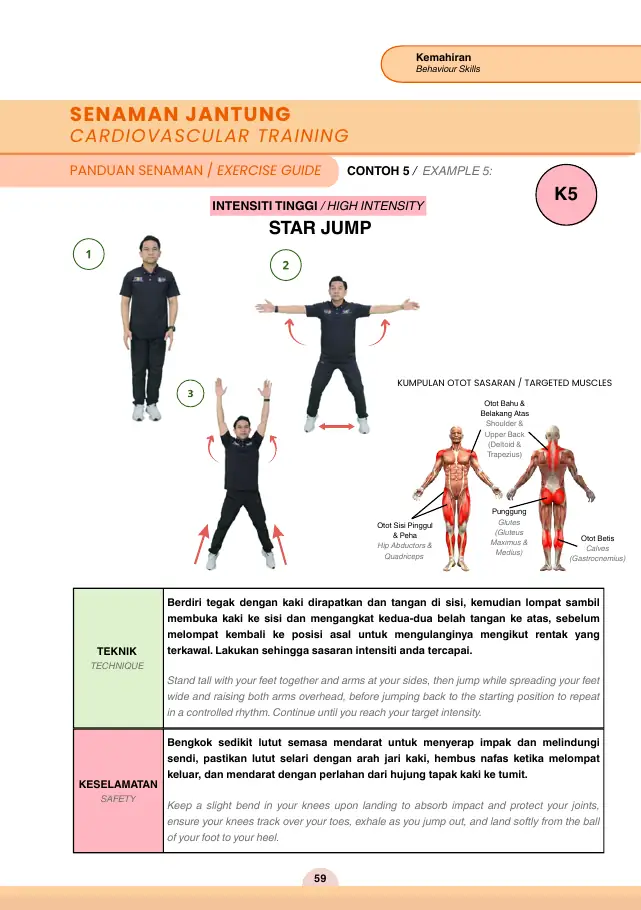 Kemahiran
Behaviour Skills
SENAMAN JANTUNG
CARDIOVASCULAR TRAINING
PANDUAN SENAMAN / EXERCISE GUIDE
CONTOH 5 / EXAMPLE 5:
K5
INTENSITI TINGGI / HIGH INTENSITY
STAR JUMP
1
2
3
KUMPULAN OTOT SASARAN / TARGETED MUSCLES
Otot Bahu &
Belakang Atas
Shoulder &
Upper Back
(Deltoid &
Trapezius)
Otot Sisi Pinggul
& Peha
Hip Abductors &
Quadriceps
Punggung
Glutes
(Gluteus
Maximus &
Medius)
Otot Betis
Calves
(Gastrocnemius)
TEKNIK
TECHNIQUE
Berdiri tegak dengan kaki dirapatkan dan tangan di sisi, kemudian lompat sambil
membuka kaki ke sisi dan mengangkat kedua-dua belah tangan ke atas, sebelum
melompat kembali ke posisi asal untuk mengulanginya mengikut rentak yang
terkawal. Lakukan sehingga sasaran intensiti anda tercapai.
Stand tall with your feet together and arms at your sides, then jump while spreading your feet
wide and raising both arms overhead, before jumping back to the starting position to repeat
in a controlled rhythm. Continue until you reach your target intensity.
KESELAMATAN
SAFETY
Bengkok sedikit lutut semasa mendarat untuk menyerap impak dan melindungi
sendi, pastikan lutut selari dengan arah jari kaki, hembus nafas ketika melompat
keluar, dan mendarat dengan perlahan dari hujung tapak kaki ke tumit.
Keep a slight bend in your knees upon landing to absorb impact and protect your joints,
ensure your knees track over your toes, exhale as you jump out, and land softly from the ball
of your foot to your heel.
59